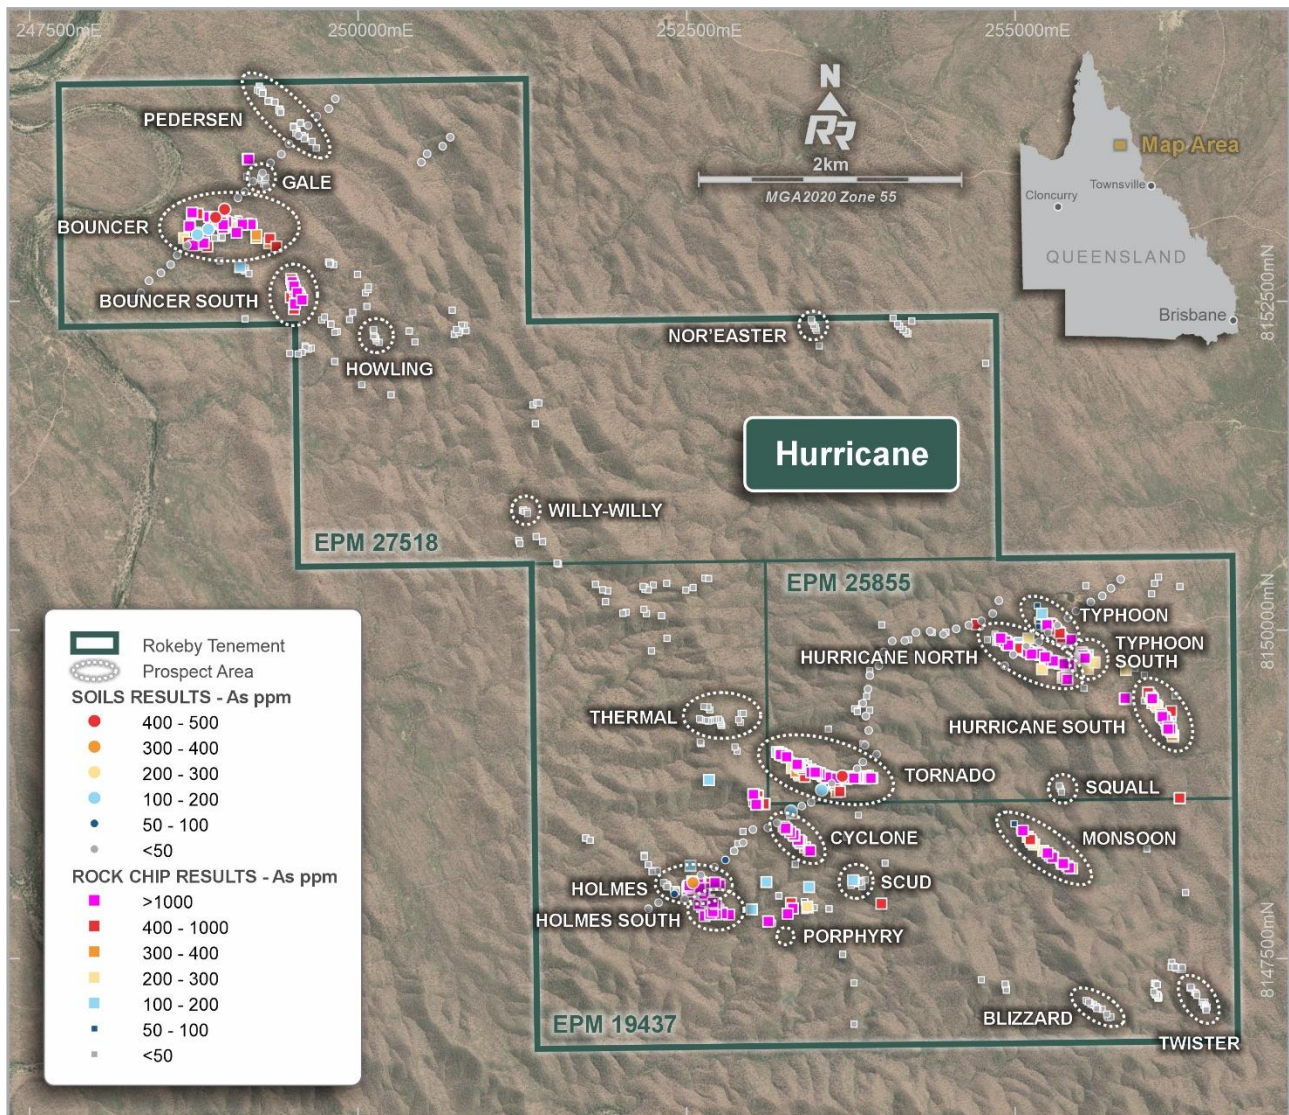 247500mE
250000mE
252500mE
255000mE
N
RR
2km
MGA2020 Zone 55
Map Area
Townsville
Cloncurry
QUEENSLAND
Brisbane
8152500mN
8150000mN
8147500mN
PEDERSEN
GALE
BOUNCER
BOUNCER SOUTH
HOWLING
NOR'EASTER
Hurricane
WILLY-WILLY
EPM 27518
EPM 25855
TYPHOON
TYPHOON
SOUTH
HURRICANE NORTH
THERMAL
HURRICANE SOUTH
TORNADO
SQUALL
CYCLONE
MONSOON
HOLMES
SCUD
HOLMES SOUTH
PORPHYRY
BLIZZARD
EPM 19437
TWISTER
Rokeby Tenement
Prospect Area
SOILS RESULTS - As ppm
400 - 500
300 - 400
200 - 300
100 - 200
50 - 100
<50
ROCK CHIP RESULTS - As ppm
>1000
400 - 1000
300 - 400
200 - 300
100 - 200
50 - 100
<50